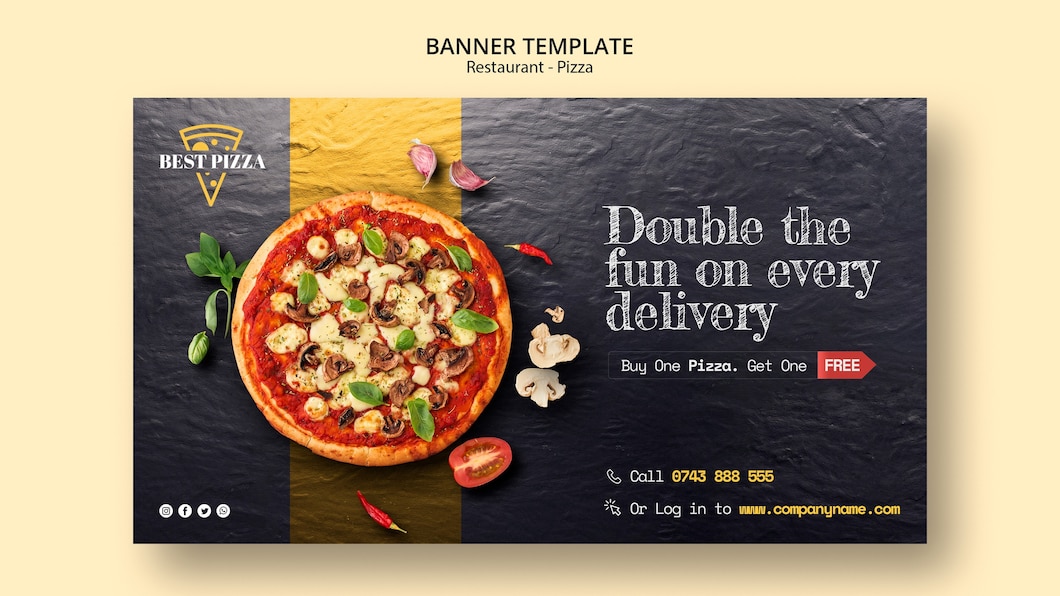 BANNER TEMPLATE
Restaurant - Pizza
BEST PIZZA
Double the
fun on every
delivery
Buy One Pizza. Get One FREE
Call 0743 888 555
Or Log in to www.companyname.com